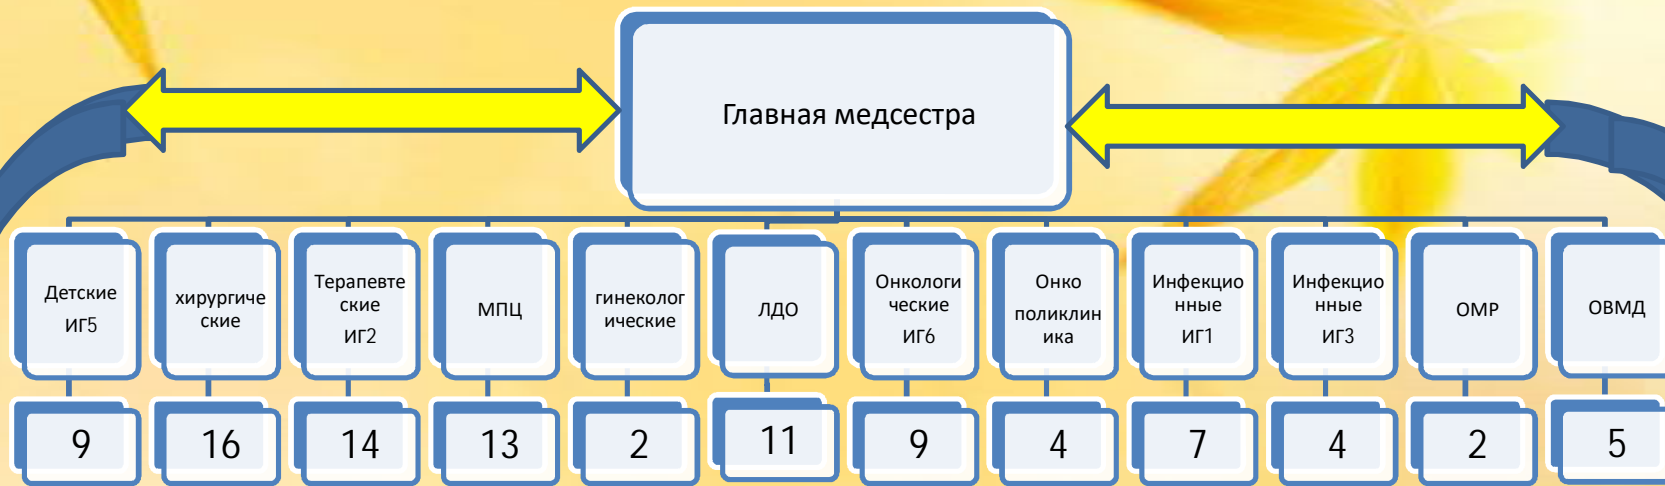 Главная медсестра
Детские
ИГ5
хирургиче
ские
Терапевте
ские
ИГ2
МПЦ
гинеколог
ические
ЛДО
Онкологи
ческие
ИГ6
Онко
поликлин
ика
Инфекцио
нные
ИГ1
Инфекцио
нные
ИГ3
ОМР
ОВМД
9
16
14
13
2
11
9
4
7
4
2
5